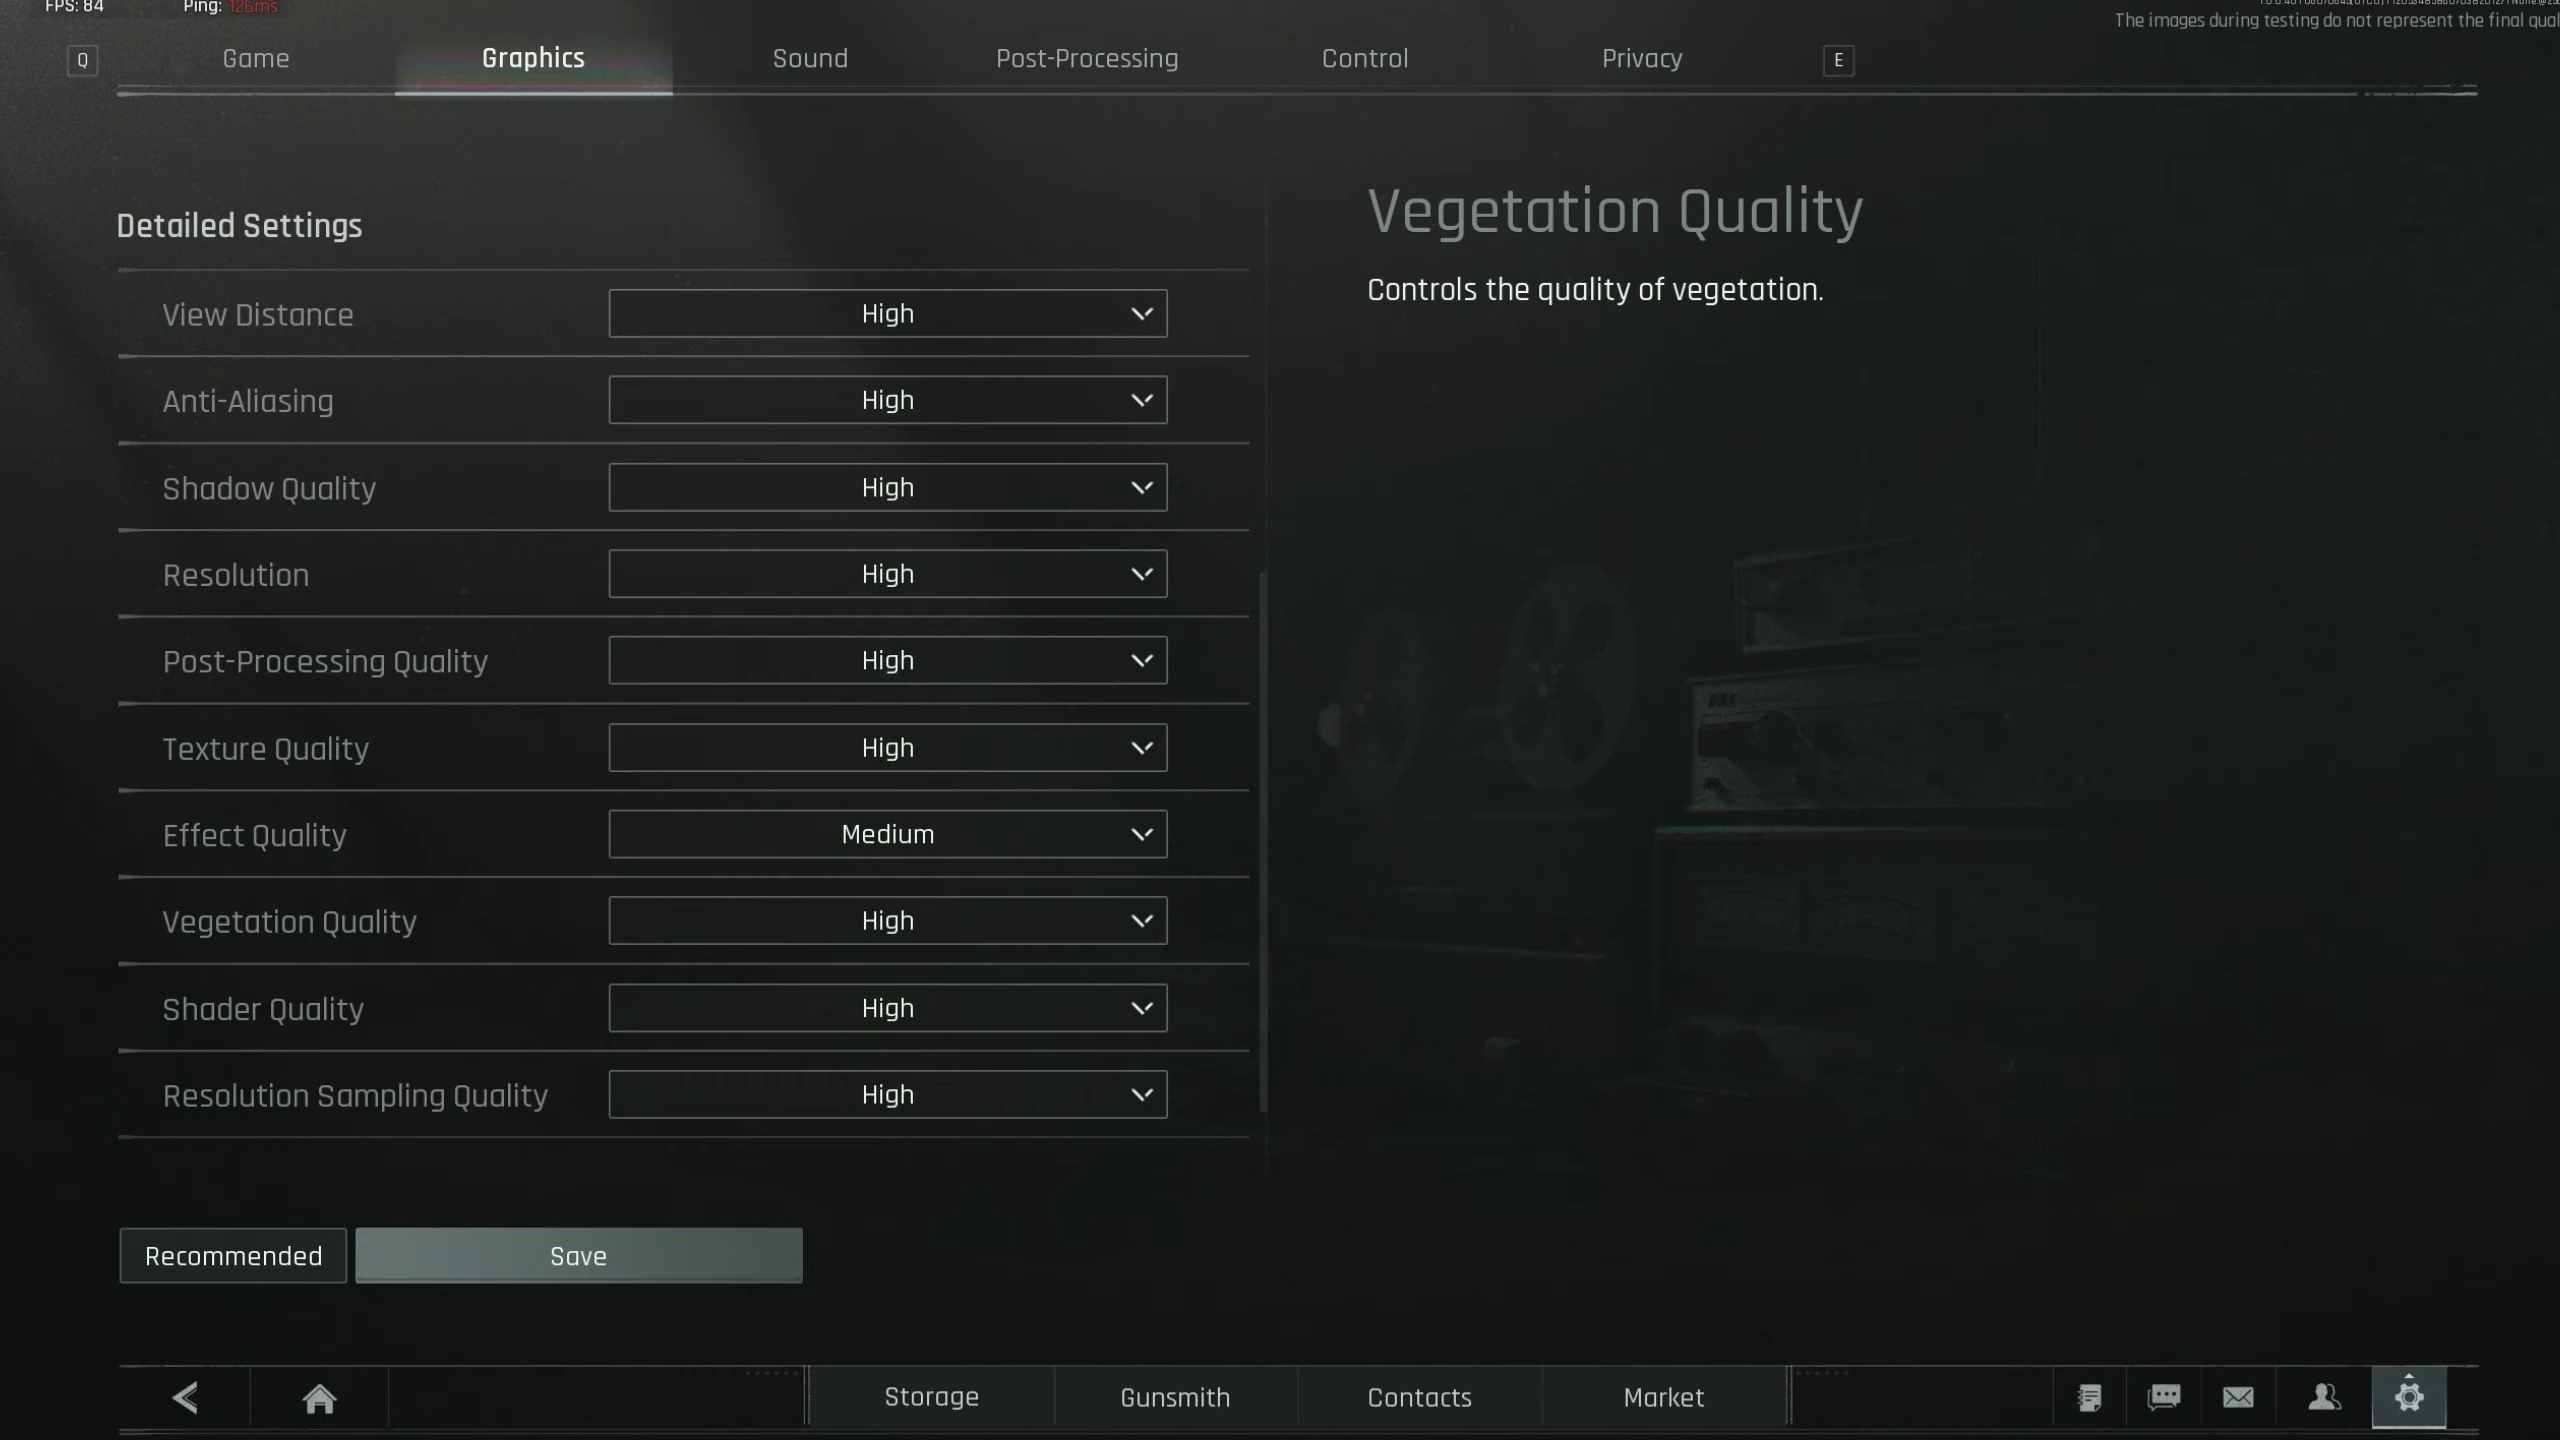 FPS: 84 Ping: 126ms
The images during testing do not represent the final qual
Q Game Graphics Sound Post-Processing Control Privacy E
Detailed Settings
View Distance High
Anti-Aliasing High
Shadow Quality High
Resolution High
Post-Processing Quality High
Texture Quality High
Effect Quality Medium
Vegetation Quality High
Shader Quality High
Resolution Sampling Quality High
Vegetation Quality
Controls the quality of vegetation.
Recommended Save
Storage Gunsmith Contacts Market